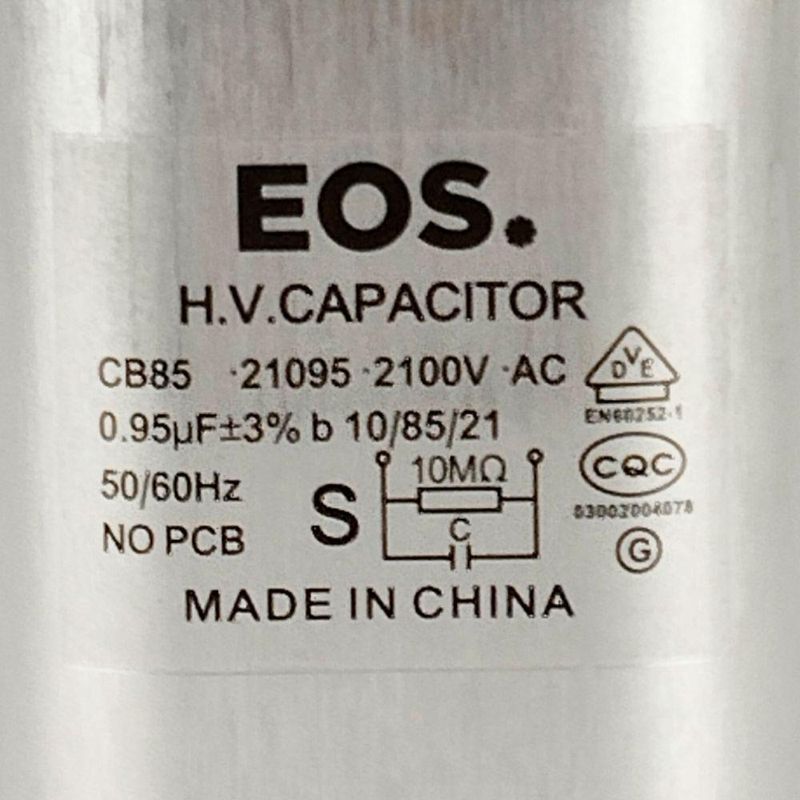 EOS.
H.V.CAPACITOR
CB85 ·21095 ·2100V ·AC
DVE
0.95µF±3% b 10/85/21
EN60252-1
50/60Hz
S
10MΩ
CQC
C
NO PCB
G
MADE IN CHINA